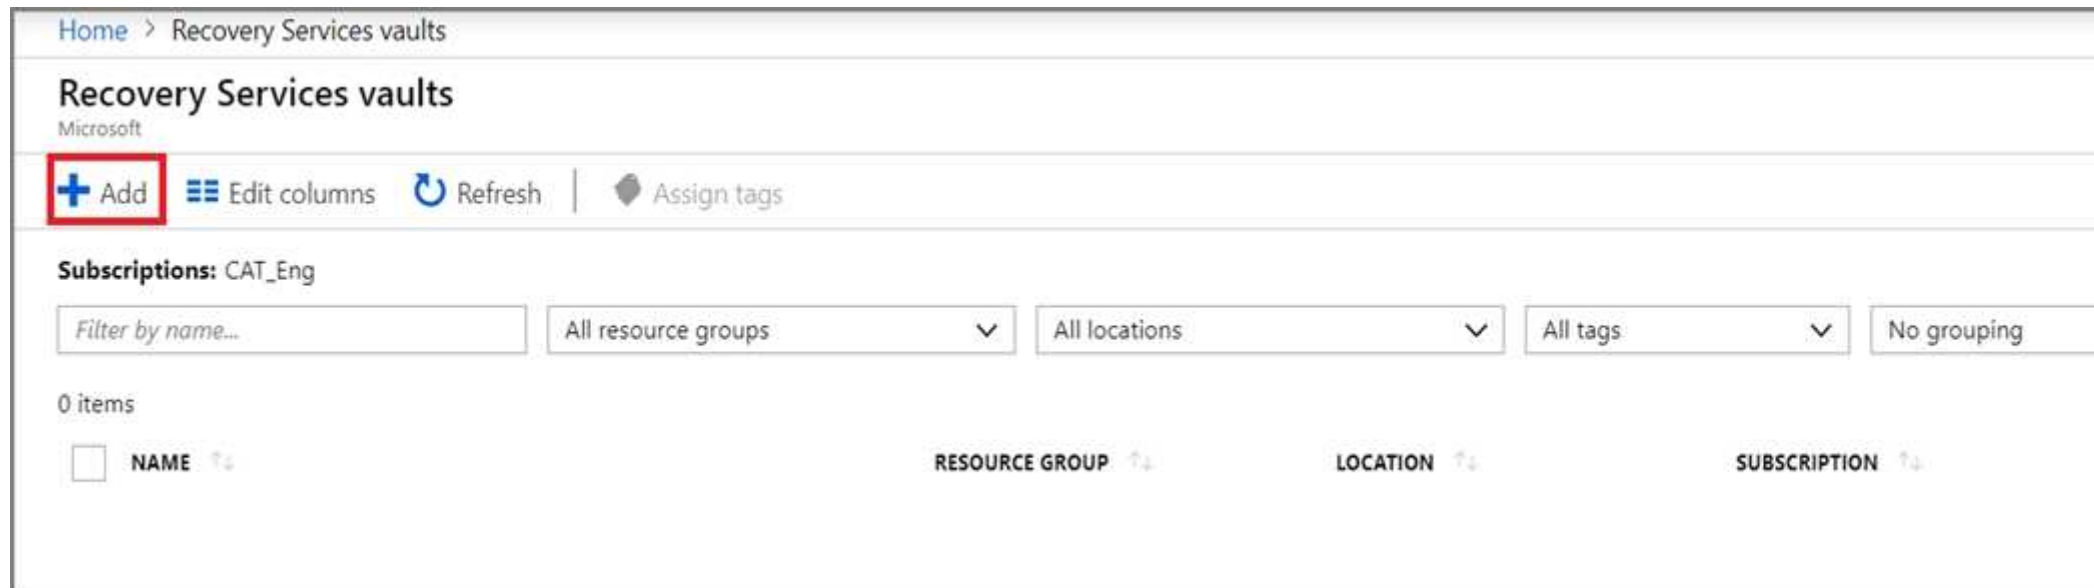 Home > Recovery Services vaults
Recovery Services vaults
Microsoft
Add Edit columns Refresh Assign tags
Subscriptions: CAT_Eng
Filter by name... All resource groups All locations All tags No grouping
0 items
NAME RESOURCE GROUP LOCATION SUBSCRIPTION